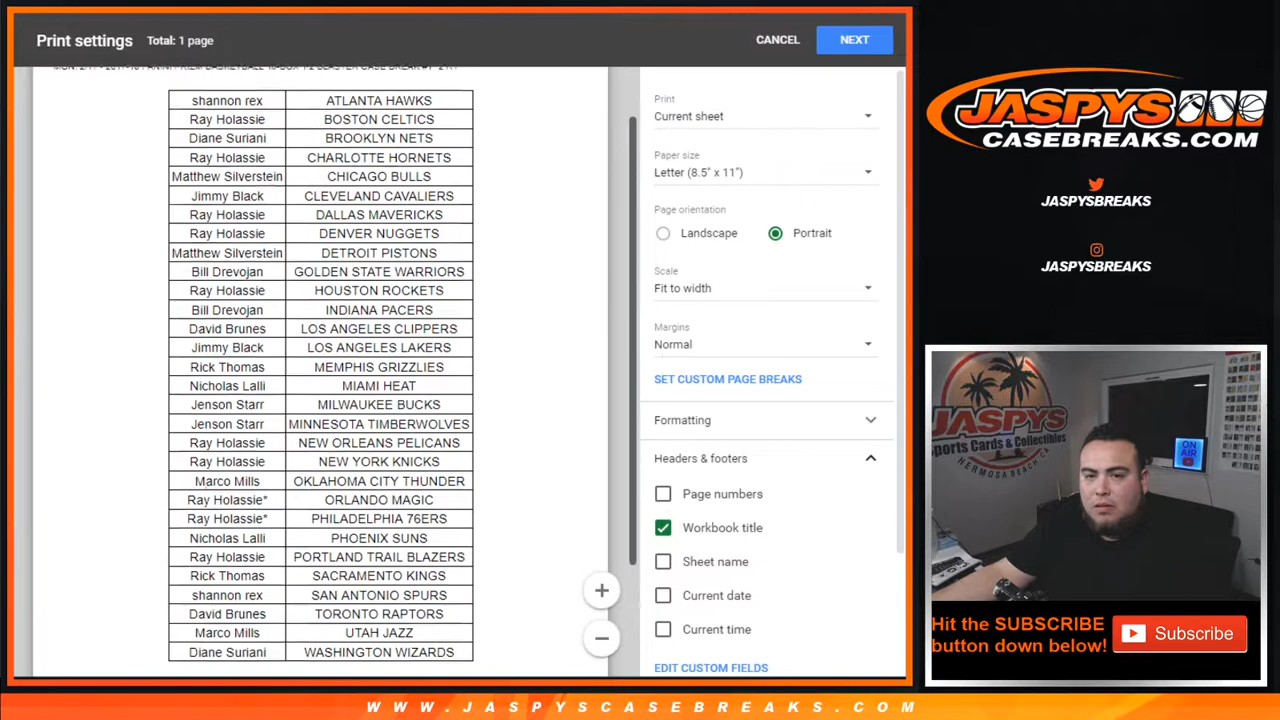 Print settings Total: 1 page CANCEL NEXT
shannon rex ATLANTA HAWKS
Ray Holassie BOSTON CELTICS
Diane Suriani BROOKLYN NETS
Ray Holassie CHARLOTTE HORNETS
Matthew Silverstein CHICAGO BULLS
Jimmy Black CLEVELAND CAVALIERS
Ray Holassie DALLAS MAVERICKS
Ray Holassie DENVER NUGGETS
Matthew Silverstein DETROIT PISTONS
Bill Drevojan GOLDEN STATE WARRIORS
Ray Holassie HOUSTON ROCKETS
Bill Drevojan INDIANA PACERS
David Brunes LOS ANGELES CLIPPERS
Jimmy Black LOS ANGELES LAKERS
Rick Thomas MEMPHIS GRIZZLIES
Nicholas Lalli MIAMI HEAT
Jenson Starr MILWAUKEE BUCKS
Jenson Starr MINNESOTA TIMBERWOLVES
Ray Holassie NEW ORLEANS PELICANS
Ray Holassie NEW YORK KNICKS
Marco Mills OKLAHOMA CITY THUNDER
Ray Holassie* ORLANDO MAGIC
Ray Holassie* PHILADELPHIA 76ERS
Nicholas Lalli PHOENIX SUNS
Ray Holassie PORTLAND TRAIL BLAZERS
Rick Thomas SACRAMENTO KINGS
shannon rex SAN ANTONIO SPURS
David Brunes TORONTO RAPTORS
Marco Mills UTAH JAZZ
Diane Suriani WASHINGTON WIZARDS
Print
Current sheet
Paper size
Letter (8.5" x 11")
Page orientation
Landscape Portrait
Scale
Fit to width
Margins
Normal
SET CUSTOM PAGE BREAKS
Formatting
Headers & footers
Page numbers
Workbook title
Sheet name
Current date
Current time
EDIT CUSTOM FIELDS
JASPYS
CASEBREAKS.COM
JASPYSBREAKS
JASPYSBREAKS
JASPYS
Sports Cards & Collectibles
HERMOSA BEACH CA
ON AIR
Hit the SUBSCRIBE
button down below!
Subscribe
WWW.JASPYSCASEBREAKS.COM